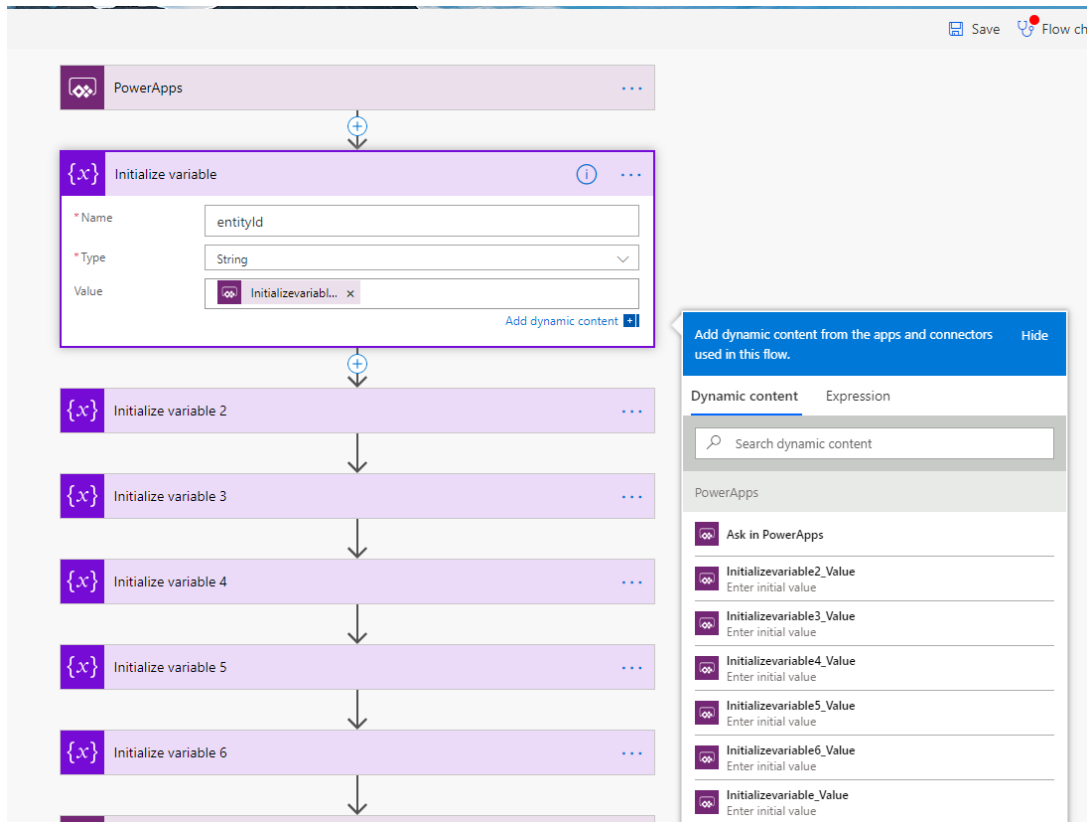 Save
Flow ch
PowerApps
{x} Initialize variable
*Name
entityId
*Type
String
Value
Initializevariabl... ×
Add dynamic content
{x} Initialize variable 2
{x} Initialize variable 3
{x} Initialize variable 4
{x} Initialize variable 5
{x} Initialize variable 6
Add dynamic content from the apps and connectors
used in this flow.
Hide
Dynamic content
Expression
Search dynamic content
PowerApps
Ask in PowerApps
Initializevariable2_Value
Enter initial value
Initializevariable3_Value
Enter initial value
Initializevariable4_Value
Enter initial value
Initializevariable5_Value
Enter initial value
Initializevariable6_Value
Enter initial value
Initializevariable_Value
Enter initial value